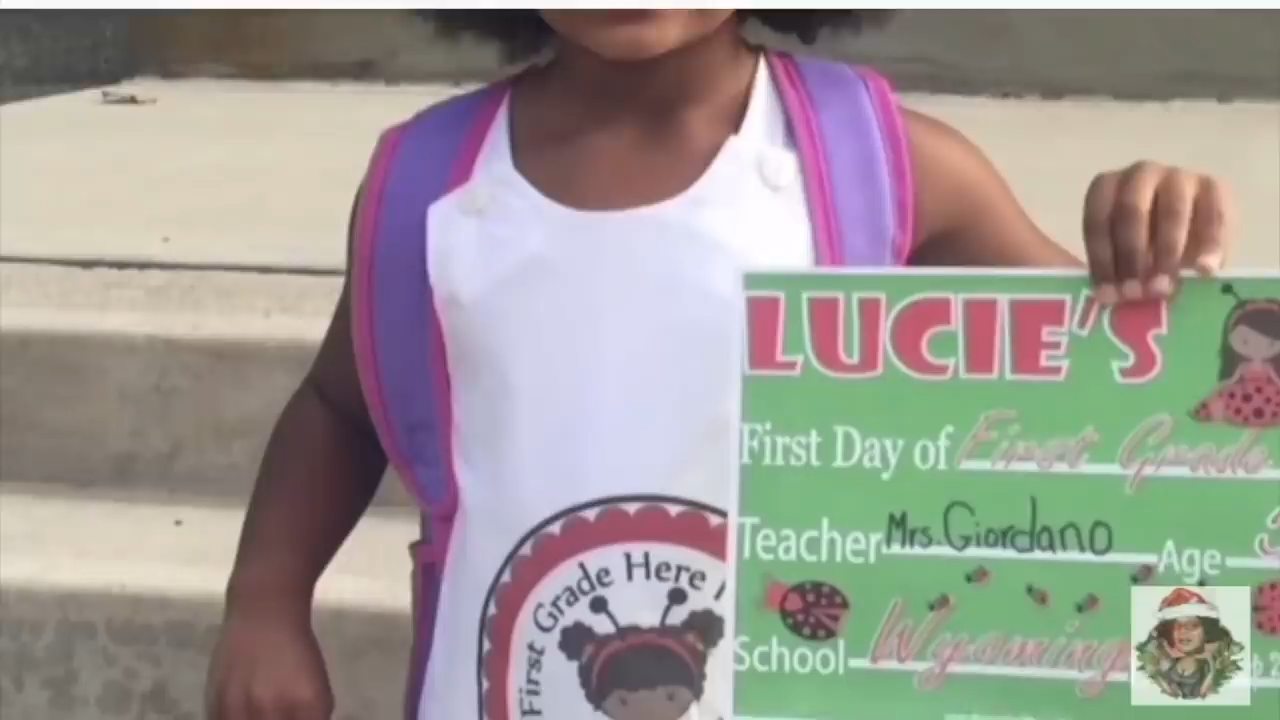 LUCIE'S
First Day of First Grade
Teacher Mrs. Giordano Age
School Wyoming
First Grade Here